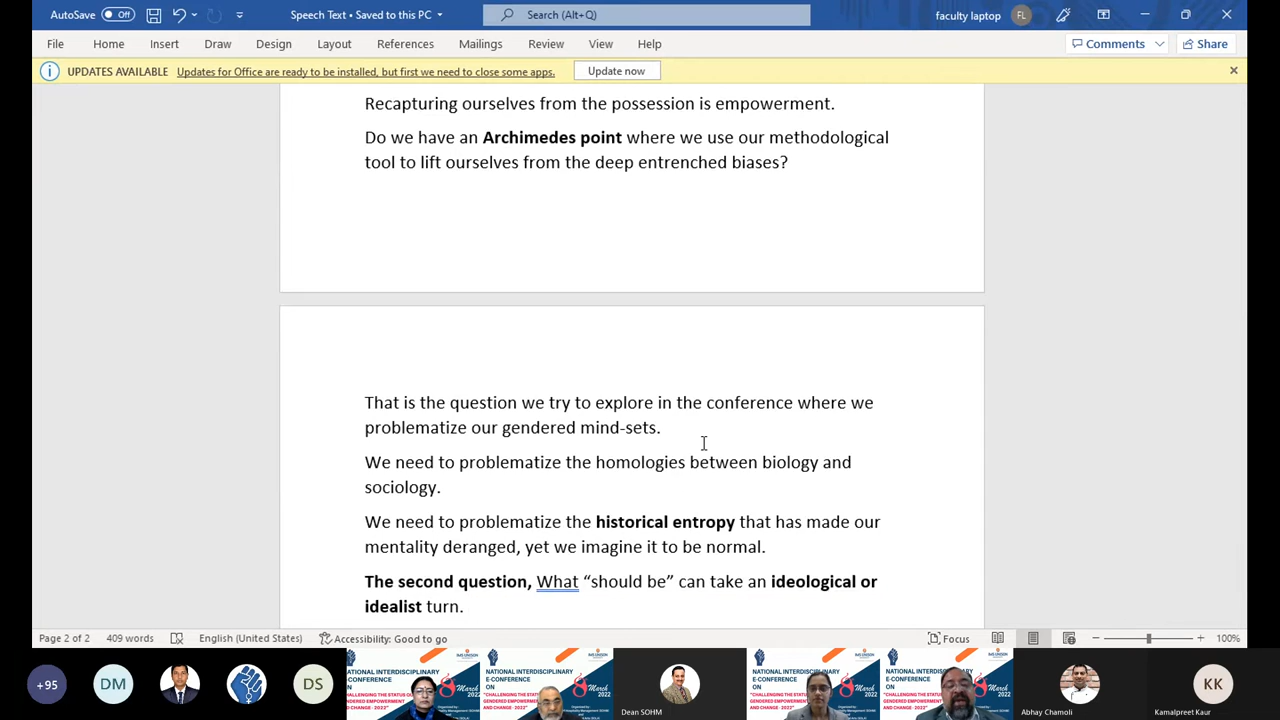 AutoSave Off Speech Text • Saved to this PC Search (Alt+Q) faculty laptop FL
File Home Insert Draw Design Layout References Mailings Review View Help Comments Share
UPDATES AVAILABLE Updates for Office are ready to be installed, but first we need to close some apps. Update now
Recapturing ourselves from the possession is empowerment.
Do we have an Archimedes point where we use our methodological
tool to lift ourselves from the deep entrenched biases?
That is the question we try to explore in the conference where we
problematize our gendered mind-sets.
We need to problematize the homologies between biology and
sociology.
We need to problematize the historical entropy that has made our
mentality deranged, yet we imagine it to be normal.
The second question, What “should be” can take an ideological or
idealist turn.
Page 2 of 2 409 words English (United States) Accessibility: Good to go Focus 100%
+95 DM DS KK
NATIONAL INTERDISCIPLINARY
E-CONFERENCE
ON
8 March
2022
Dean SOHM Abhay Chamoli Kamalpreet Kaur